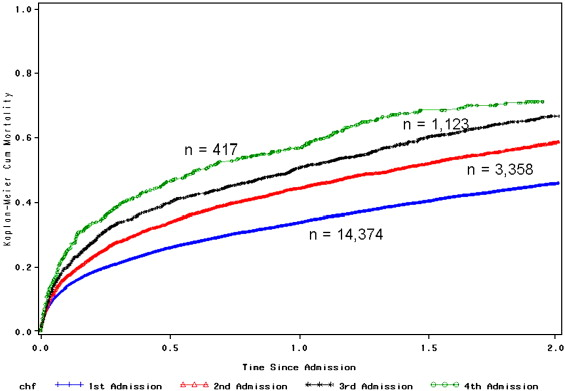 1.0
0.8
0.6
0.4
0.2
0.0
Kaplan-Meier Cum Mortality
n = 417
n = 1,123
n = 3,358
n = 14,374
0.0 0.5 1.0 1.5 2.0
Time Since Admission
chf 1st Admission 2nd Admission 3rd Admission 4th Admission